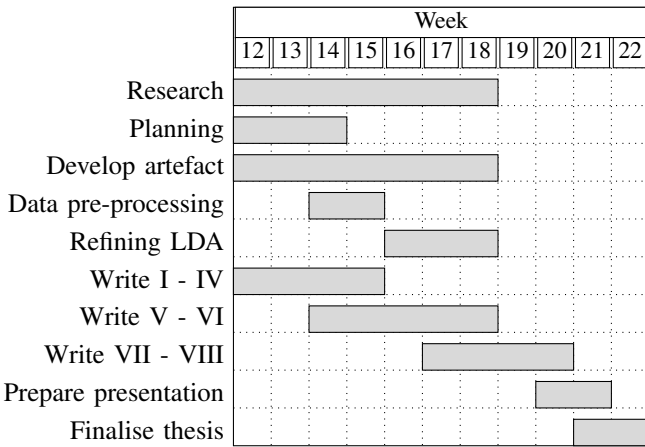 Week
12 13 14 15 16 17 18 19 20 21 22
Research
Planning
Develop artefact
Data pre-processing
Refining LDA
Write I - IV
Write V - VI
Write VII - VIII
Prepare presentation
Finalise thesis